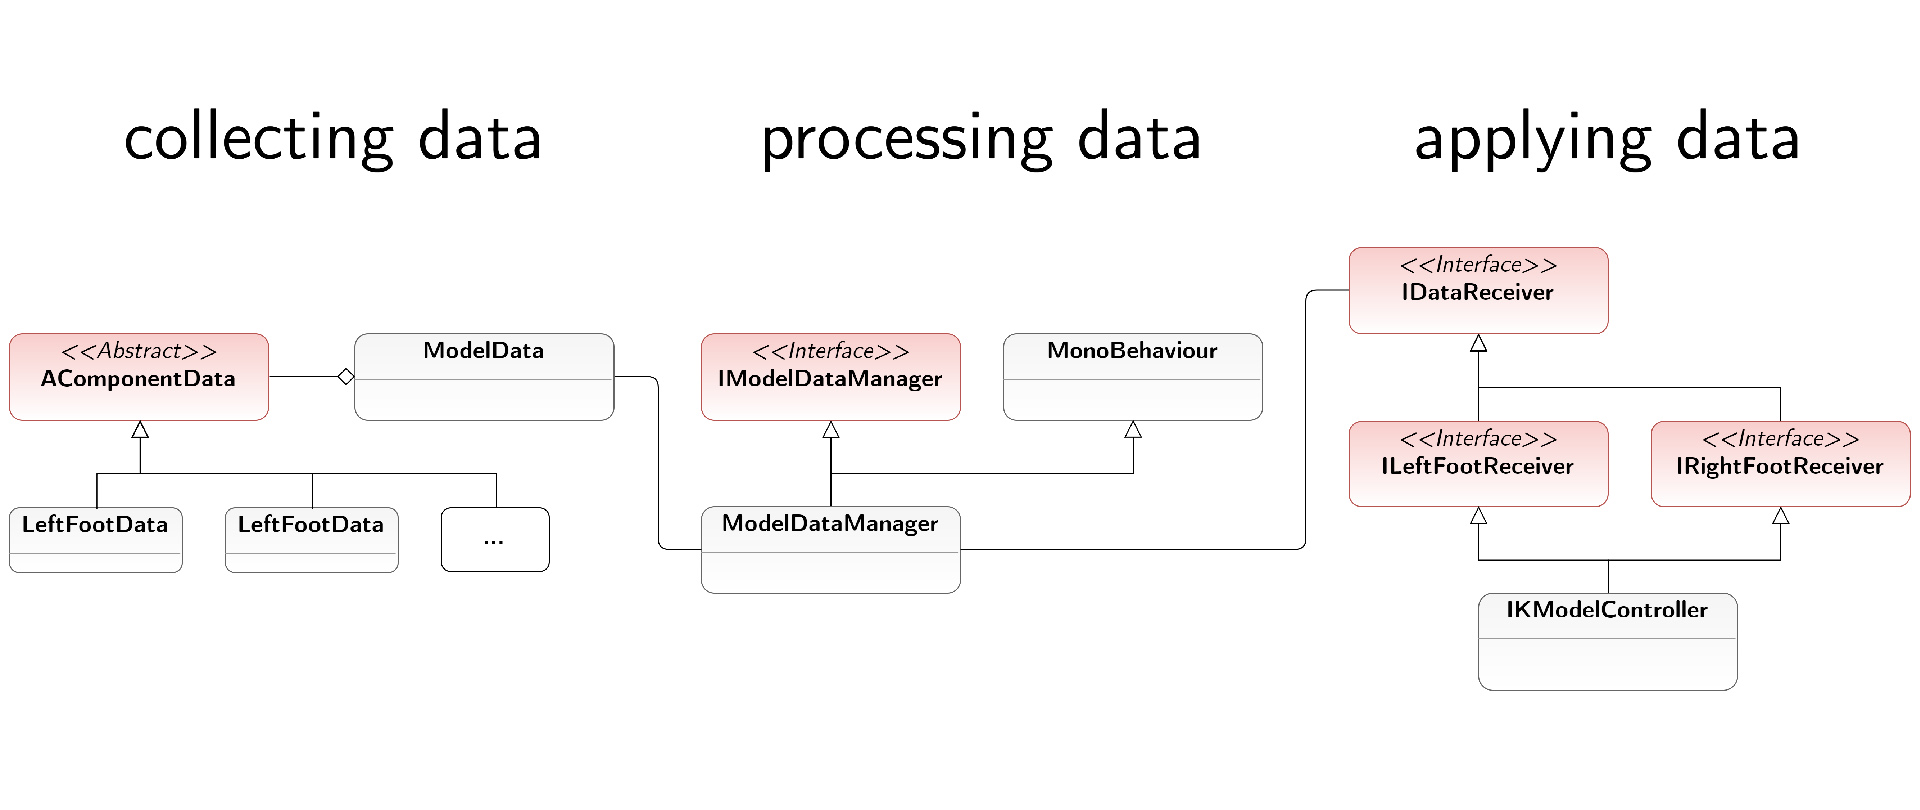 collecting data
processing data
applying data
<<Abstract>>
AComponentData
ModelData
LeftFootData
LeftFootData
...
<<Interface>>
IModelDataManager
MonoBehaviour
ModelDataManager
<<Interface>>
IDataReceiver
<<Interface>>
ILeftFootReceiver
<<Interface>>
IRightFootReceiver
IKModelController